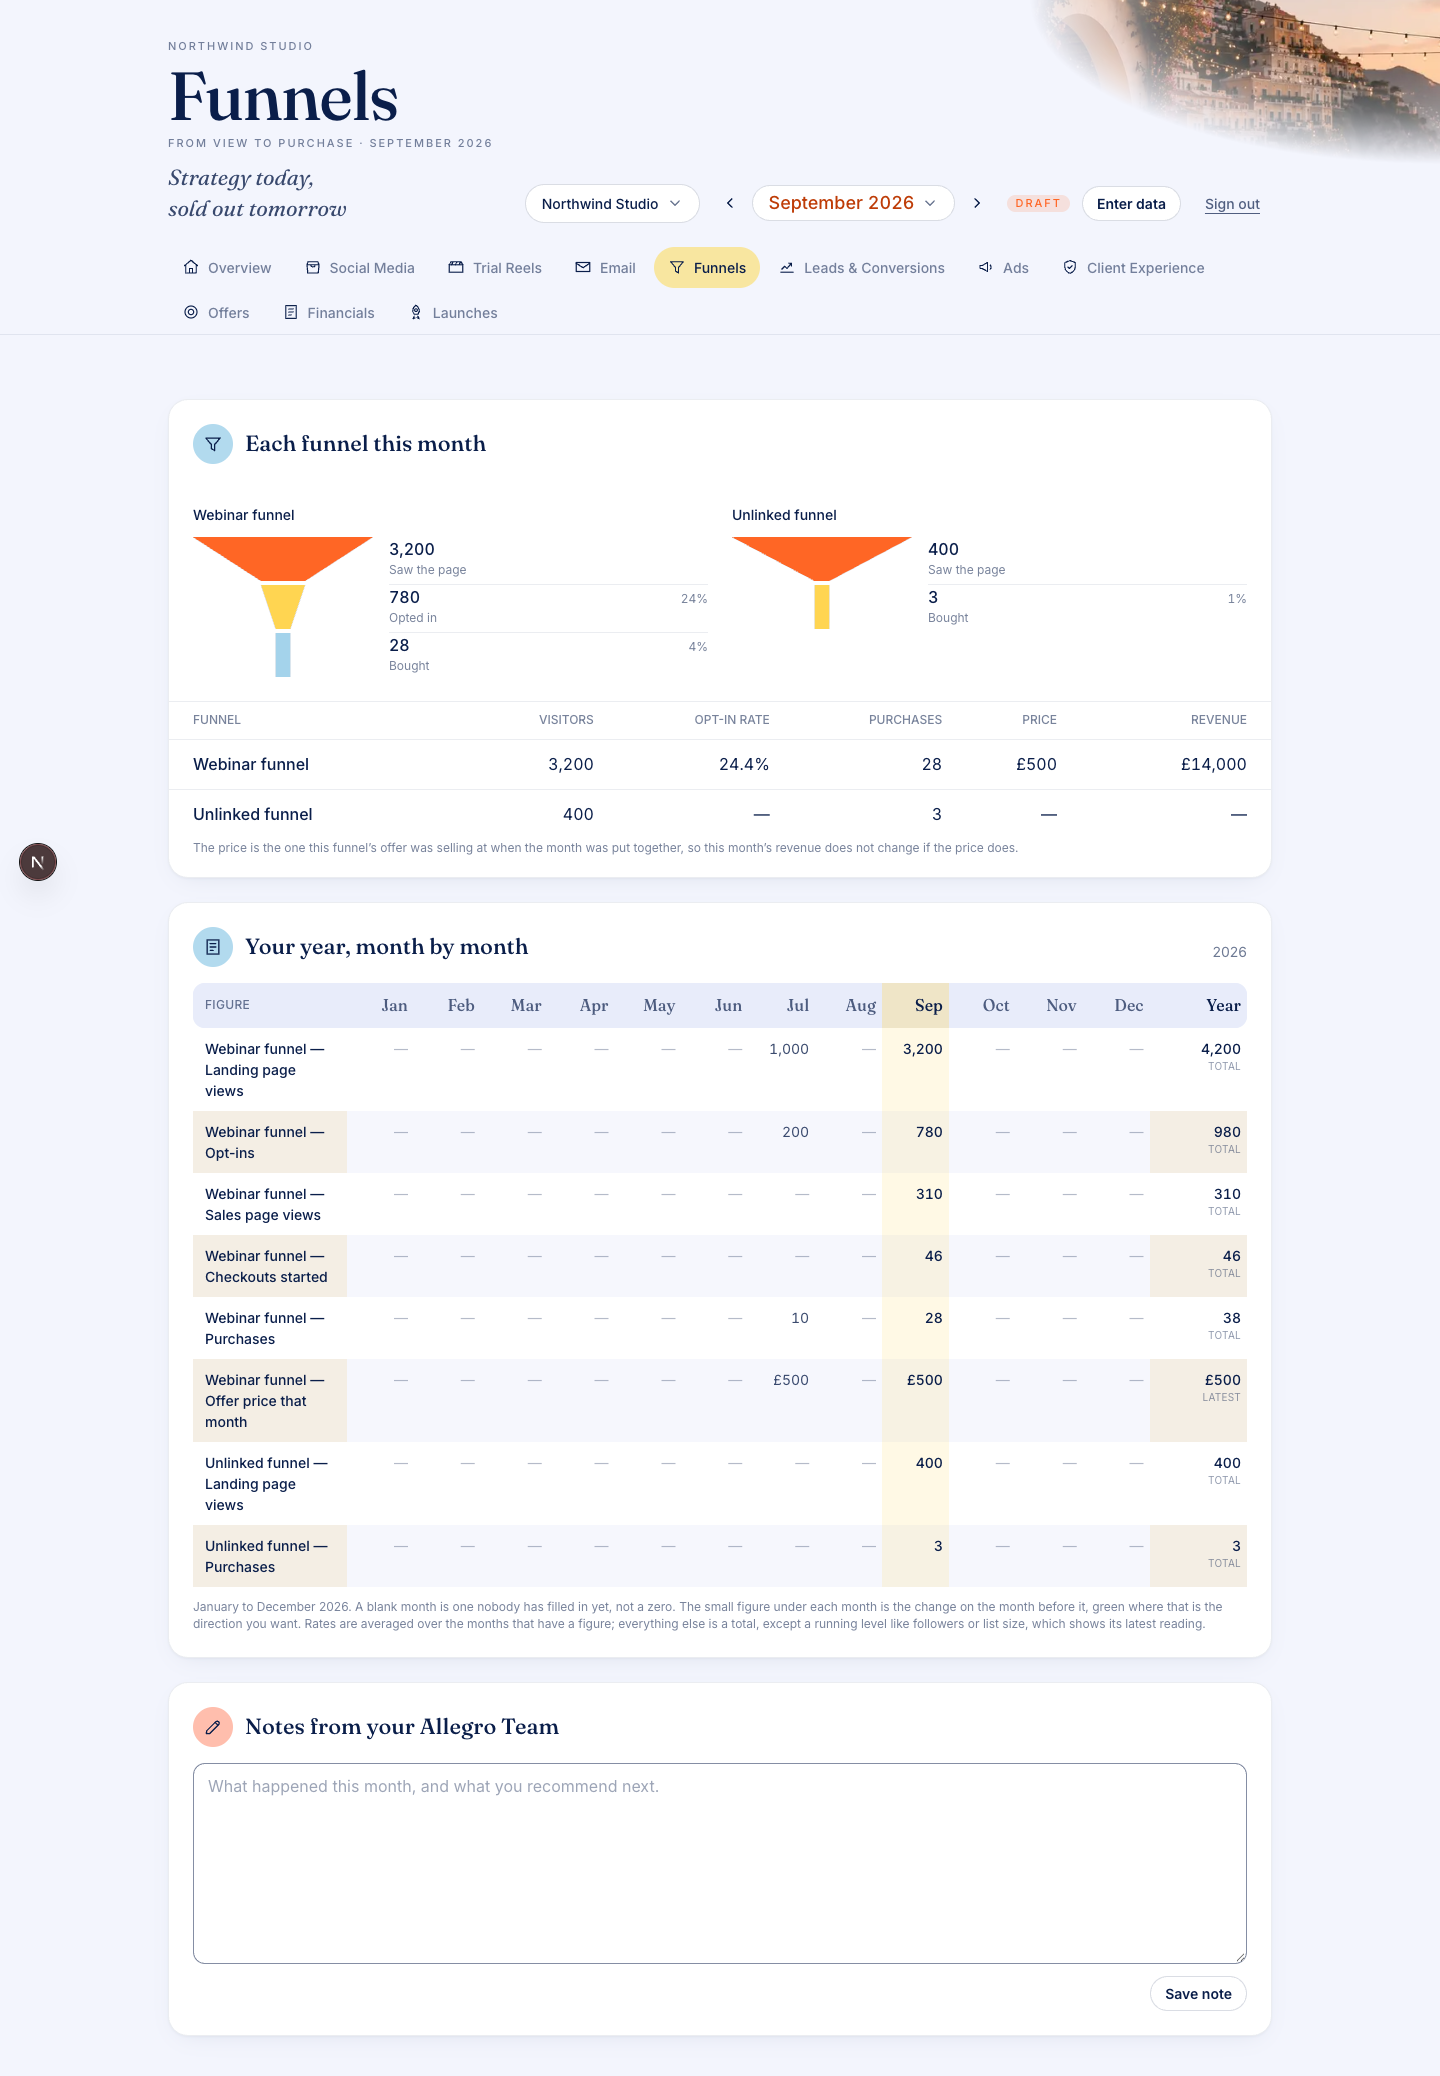 NORTHWIND STUDIO
Funnels
FROM VIEW TO PURCHASE · SEPTEMBER 2026
Strategy today,
sold out tomorrow
Northwind Studio
September 2026
DRAFT
Enter data
Sign out
Overview
Social Media
Trial Reels
Email
Funnels
Leads & Conversions
Ads
Client Experience
Offers
Financials
Launches
Each funnel this month
Webinar funnel
3,200
Saw the page
780 24%
Opted in
28 4%
Bought
Unlinked funnel
400
Saw the page
3 1%
Bought
FUNNEL VISITORS OPT-IN RATE PURCHASES PRICE REVENUE
Webinar funnel 3,200 24.4% 28 £500 £14,000
Unlinked funnel 400 — 3 — —
The price is the one this funnel’s offer was selling at when the month was put together, so this month’s revenue does not change if the price does.
N
Your year, month by month
2026
FIGURE Jan Feb Mar Apr May Jun Jul Aug Sep Oct Nov Dec Year
Webinar funnel — — — — — — — 1,000 — 3,200 — — — 4,200
Landing page TOTAL
views
Webinar funnel — — — — — — — 200 — 780 — — — 980
Opt-ins TOTAL
Webinar funnel — — — — — — — — — 310 — — — 310
Sales page views TOTAL
Webinar funnel — — — — — — — — — 46 — — — 46
Checkouts started TOTAL
Webinar funnel — — — — — — — 10 — 28 — — — 38
Purchases TOTAL
Webinar funnel — — — — — — — £500 — £500 — — — £500
Offer price that LATEST
month
Unlinked funnel — — — — — — — — — 400 — — — 400
Landing page TOTAL
views
Unlinked funnel — — — — — — — — — 3 — — — 3
Purchases TOTAL
January to December 2026. A blank month is one nobody has filled in yet, not a zero. The small figure under each month is the change on the month before it, green where that is the
direction you want. Rates are averaged over the months that have a figure; everything else is a total, except a running level like followers or list size, which shows its latest reading.
Notes from your Allegro Team
What happened this month, and what you recommend next.
Save note